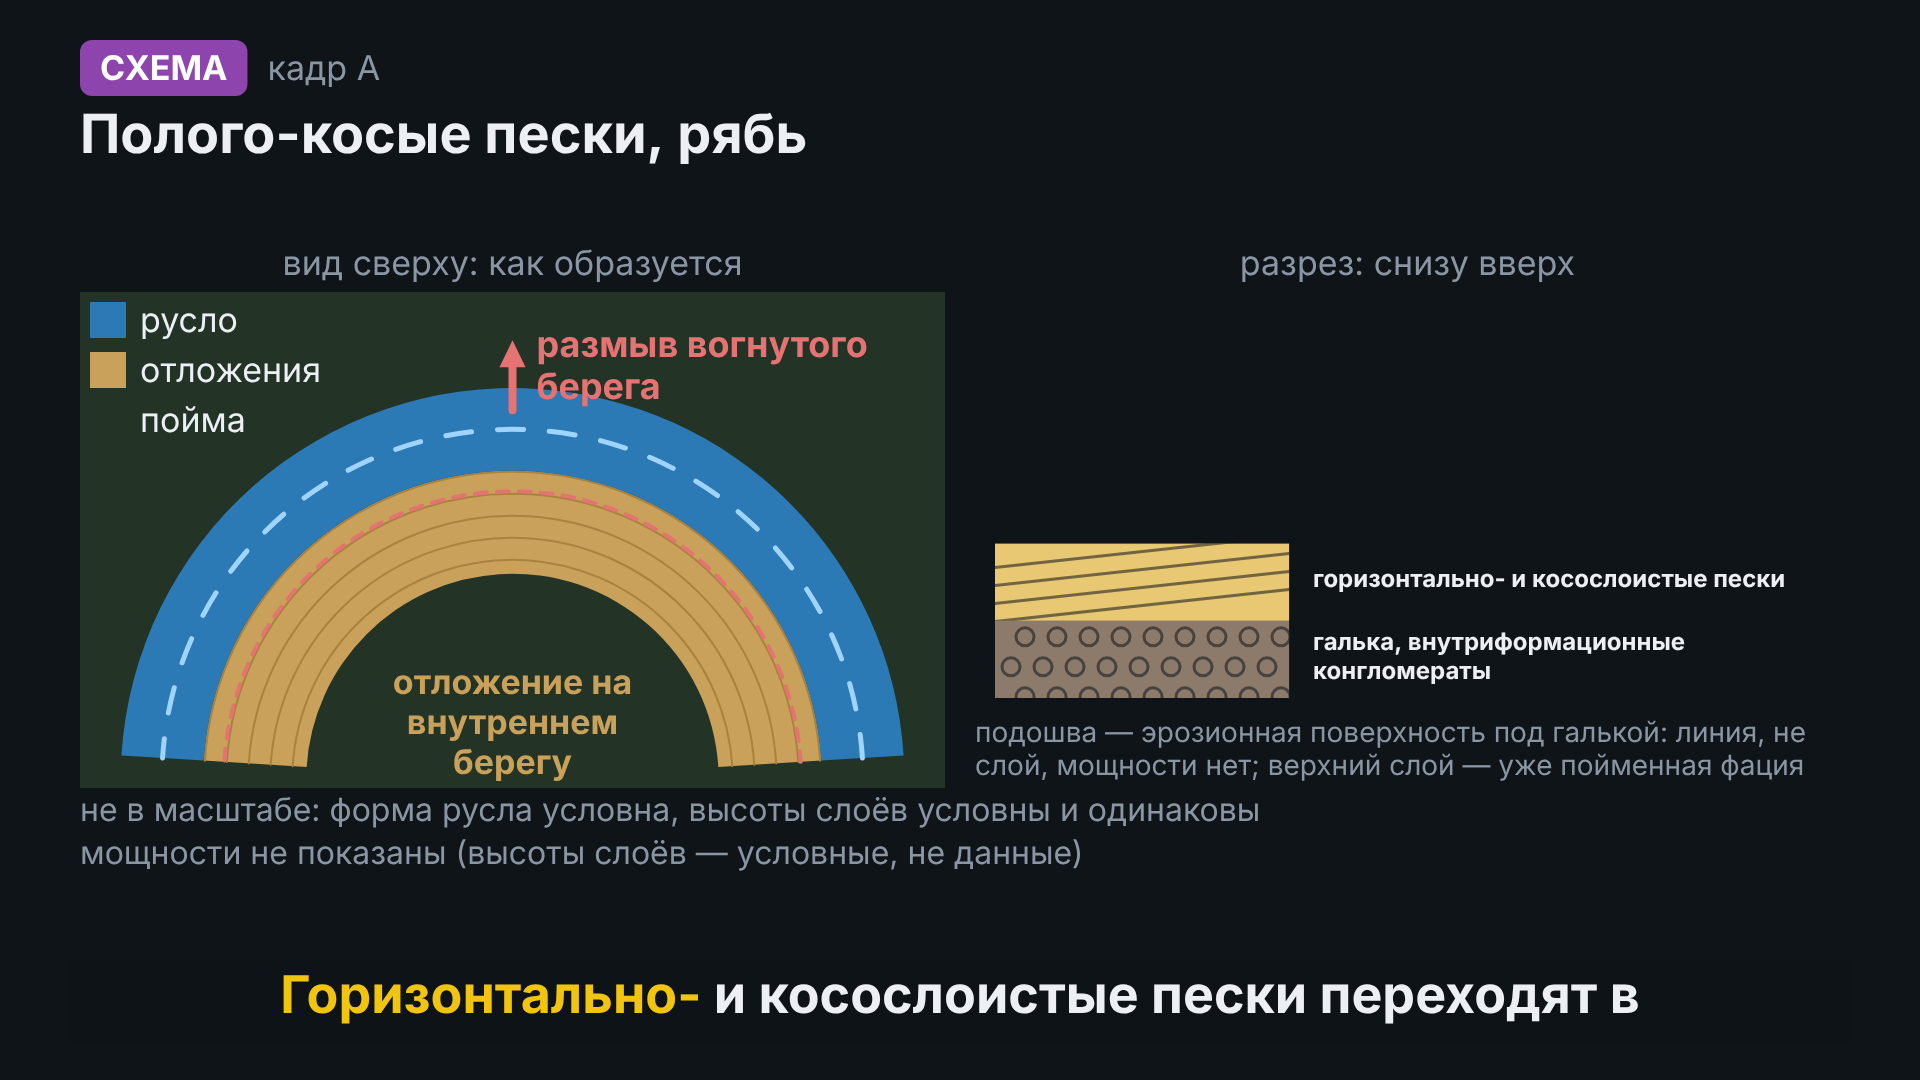 СХЕМА кадр А
Полого-косые пески, рябь
вид сверху: как образуется
русло
отложения
пойма
размыв вогнутого
берега
отложение на
внутреннем
берегу
разрез: снизу вверх
горизонтально- и косослоистые пески
галька, внутриформационные
конгломераты
подошва — эрозионная поверхность под галькой: линия, не
слой, мощности нет; верхний слой — уже пойменная фация
не в масштабе: форма русла условна, высоты слоёв условны и одинаковы
мощности не показаны (высоты слоёв — условные, не данные)
Горизонтально- и косослоистые пески переходят в